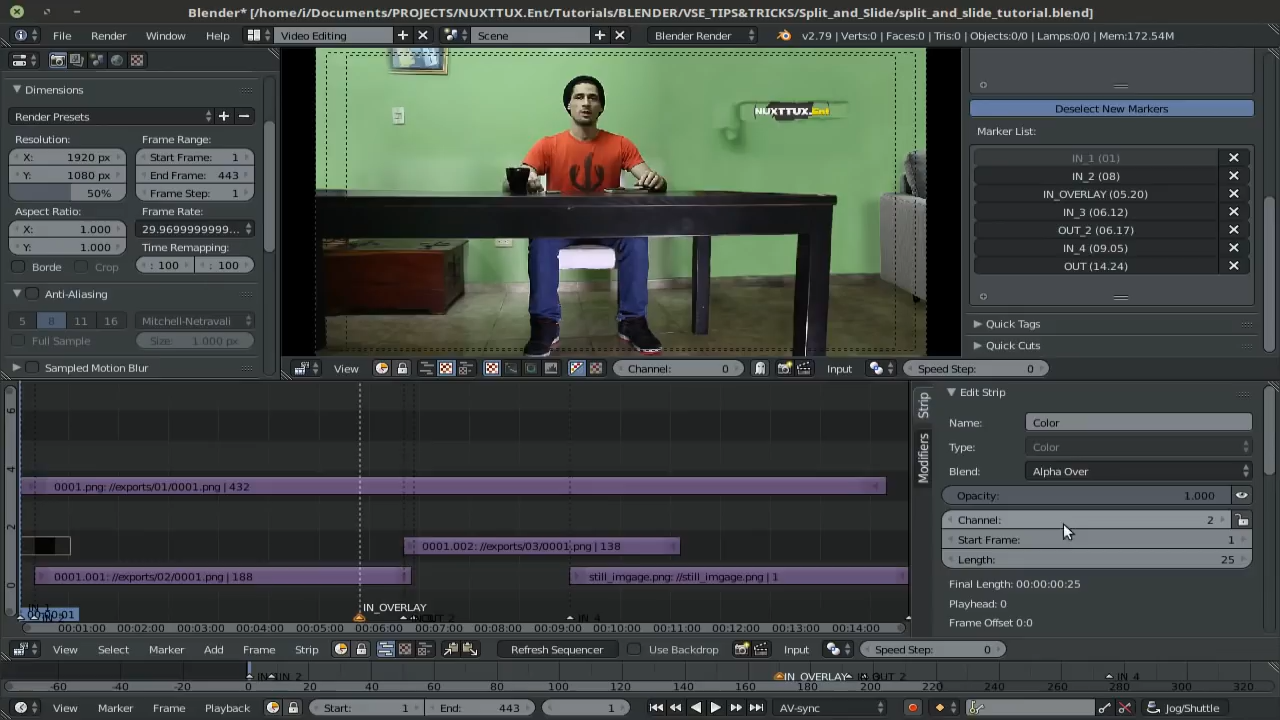 Blender* [/home/i/Documents/PROJECTS/NUXTTUX.Ent/Tutorials/BLENDER/VSE_TIPS&TRICKS/Split_and_Slide/split_and_slide_tutorial.blend]
File Render Window Help Video Editing Scene Blender Render v2.79 | Verts:0 | Faces:0 | Tris:0 | Objects:0/0 | Lamps:0/0 | Mem:172.54M
Dimensions
Render Presets
Resolution: Frame Range:
X: 1920 px Start Frame: 1
Y: 1080 px End Frame: 443
50% Frame Step: 1
Aspect Ratio: Frame Rate:
X: 1.000 29.9699999999...
Y: 1.000 Time Remapping:
Borde Crop : 100 : 100
Anti-Aliasing
5 8 11 16 Mitchell-Netravali
Full Sample Size: 1.000 px
Sampled Motion Blur
NUXTTUX.Ent
View Channel: 0 Input Speed Step: 0
Deselect New Markers
Marker List:
IN_1 (01)
IN_2 (08)
IN_OVERLAY (05.20)
IN_3 (06.12)
OUT_2 (06.17)
IN_4 (09.05)
OUT (14.24)
Quick Tags
Quick Cuts
6
4
2
0
0001.png: //exports/01/0001.png | 432
0001.002: //exports/03/0001.png | 138
0001.001: //exports/02/0001.png | 188
still_imgage.png: //still_imgage.png | 1
IN_OVERLAY
IN_4
00:01:00 00:02:00 00:03:00 00:04:00 00:05:00 00:06:00 00:07:00 00:08:00 00:09:00 00:10:00 00:11:00 00:12:00 00:13:00 00:14:00
Strip
Modifiers
Edit Strip
Name: Color
Type: Color
Blend: Alpha Over
Opacity: 1.000
Channel: 2
Start Frame: 1
Length: 25
Final Length: 00:00:00:25
Playhead: 0
Frame Offset 0:0
View Select Marker Add Frame Strip Refresh Sequencer Use Backdrop Input Speed Step: 0
IN_2 IN_OVERLAY OUT_2 IN_4
-60 -40 -20 0 20 40 60 80 100 120 140 160 180 200 220 240 260 280 300 320
View Marker Frame Playback Start: 1 End: 443 1 AV-sync Jog/Shuttle